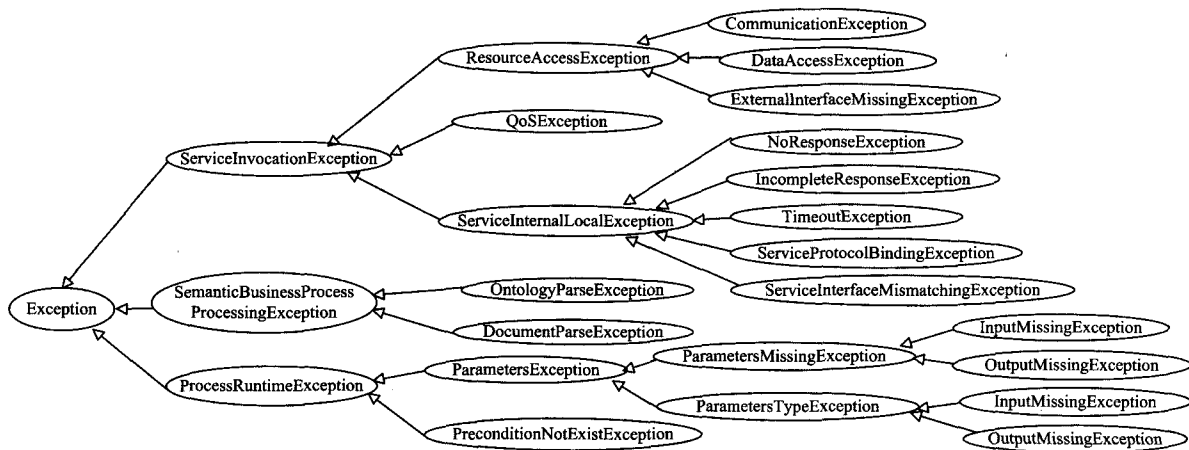 CommunicationException
ResourceAccessException
DataAccessException
ExternalInterfaceMissingException
QoSException
NoResponseException
ServiceInvocationException
IncompleteResponseException
ServiceInternalLocalException
TimeoutException
ServiceProtocolBindingException
ServiceInterfaceMismatchingException
Exception
SemanticBusinessProcess
ProcessingException
OntologyParseException
DocumentParseException
InputMissingException
ParametersMissingException
OutputMissingException
ProcessRuntimeException
ParametersException
InputMissingException
ParametersTypeException
OutputMissingException
PreconditionNotExistException